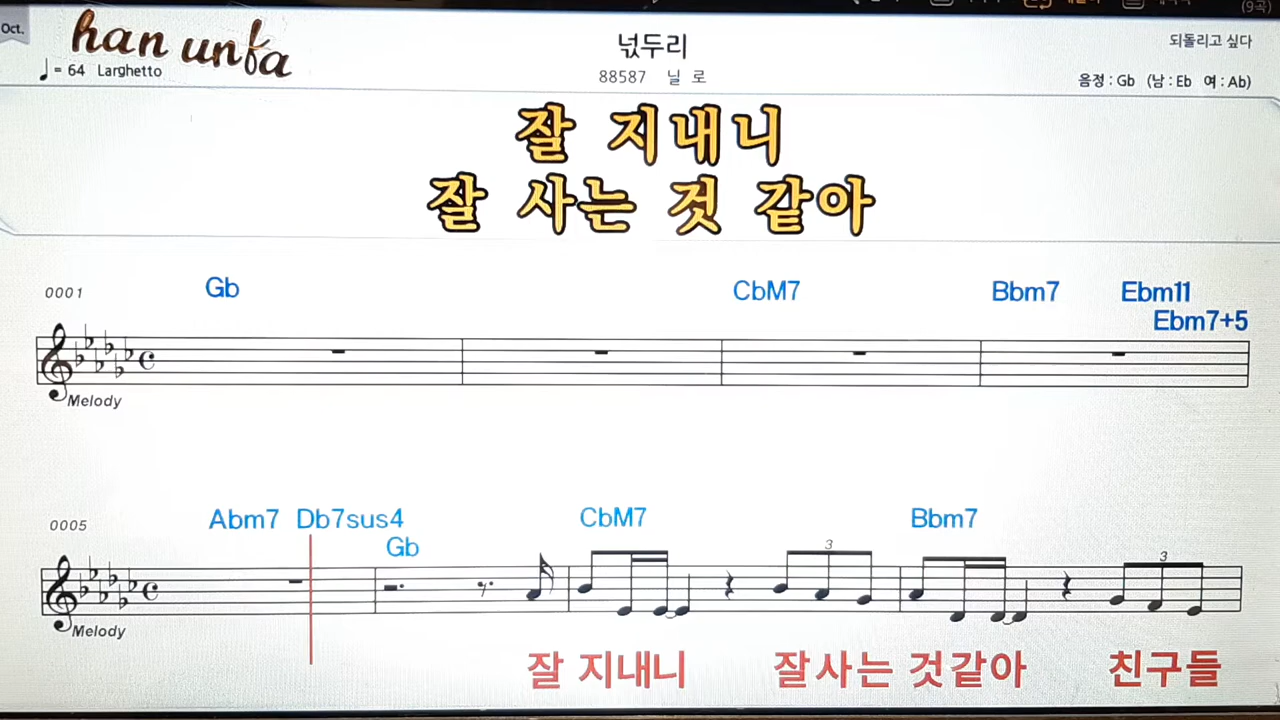 (9곡)
Oct.
han unfa
넋두리
되돌리고 싶다
♩= 64 Larghetto
88587 닐 로
음정 : Gb (남 : Eb 여 : Ab)
잘 지내니
잘 사는 것 같아
0001
Gb CbM7 Bbm7 Ebm11
Ebm7+5
Melody
0005
Abm7 Db7sus4 CbM7 Bbm7
Gb
3 3
Melody
잘 지내니 잘사는 것같아 친구들